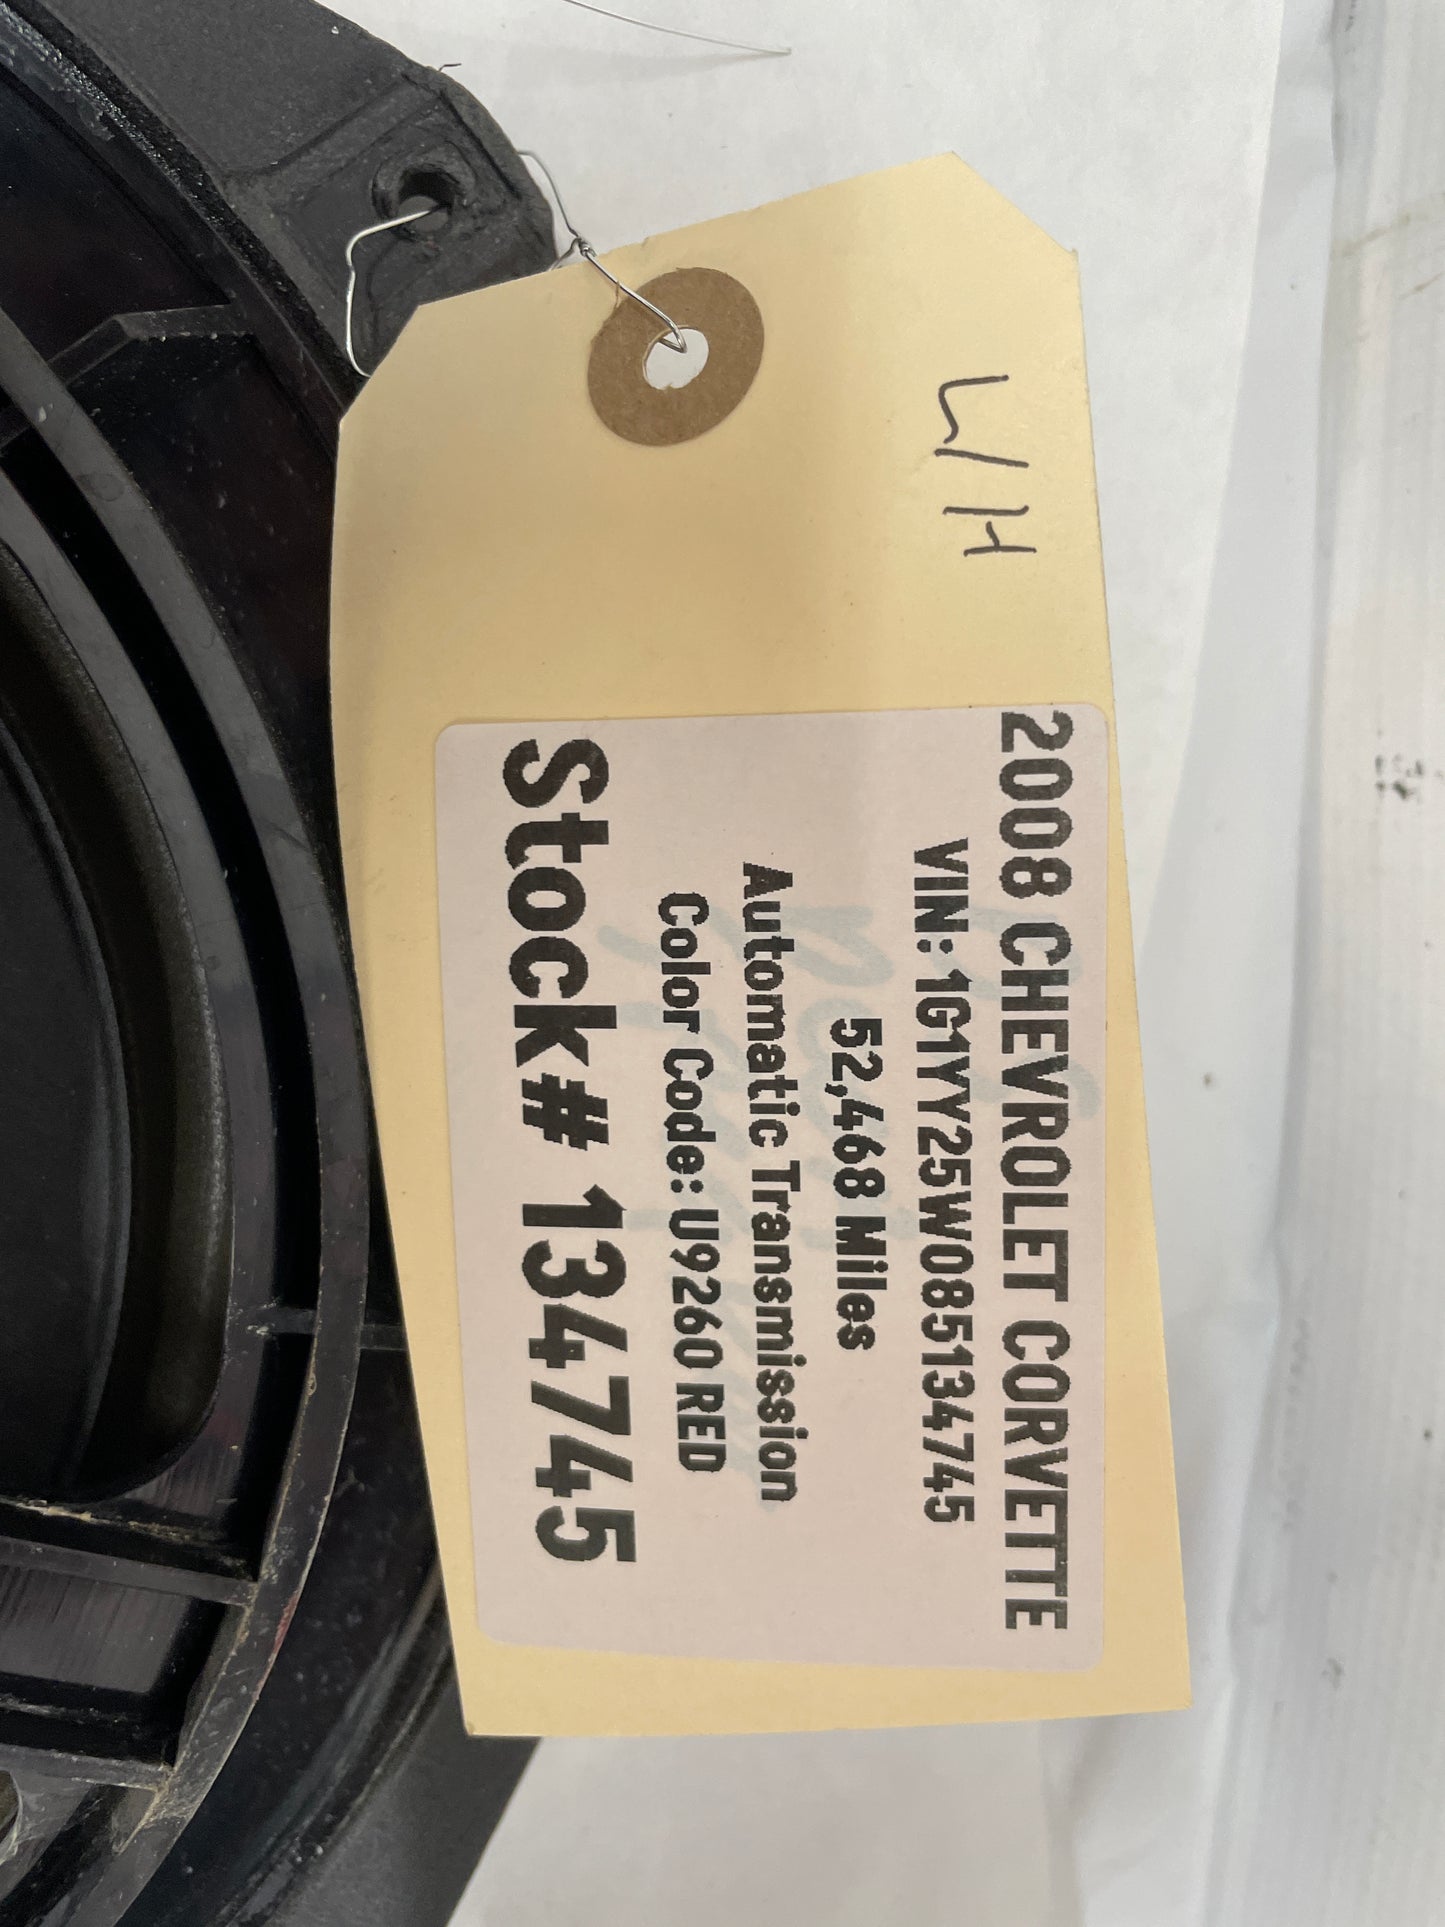 L/H
2008 CHEVROLET CORVETTE
VIN: 1G1YY25W085134745
52,468 Miles
Automatic Transmission
Color Code: U9260 RED
Stock# 134745